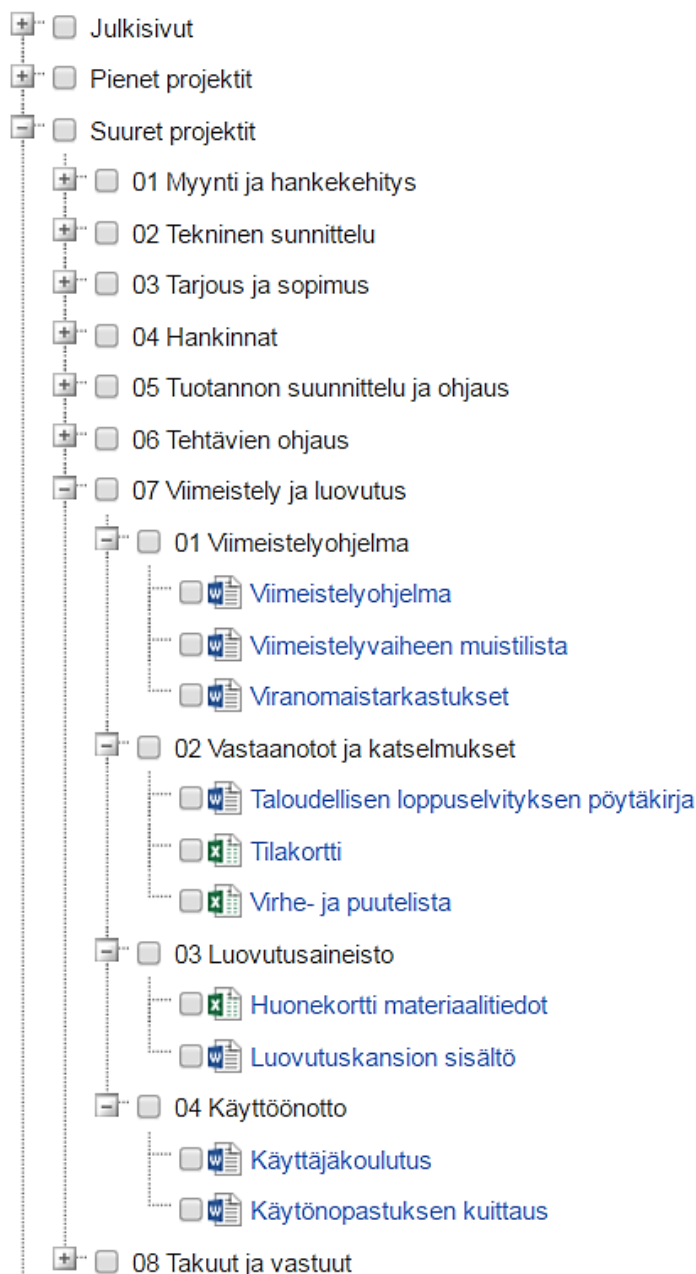 Julkisivut
Pienet projektit
Suuret projektit
01 Myynti ja hankekehitys
02 Tekninen sunnittelu
03 Tarjous ja sopimus
04 Hankinnat
05 Tuotannon suunnittelu ja ohjaus
06 Tehtävien ohjaus
07 Viimeistely ja luovutus
01 Viimeistelyohjelma
Viimeistelyohjelma
Viimeistelyvaiheen muistilista
Viranomaistarkastukset
02 Vastaanotot ja katselmukset
Taloudellisen loppuselvityksen pöytäkirja
Tilakortti
Virhe- ja puutelista
03 Luovutusaineisto
Huonekortti materiaalitiedot
Luovutuskansion sisältö
04 Käyttöönotto
Käyttäjäkoulutus
Käytönopastuksen kuittaus
08 Takuut ja vastuut